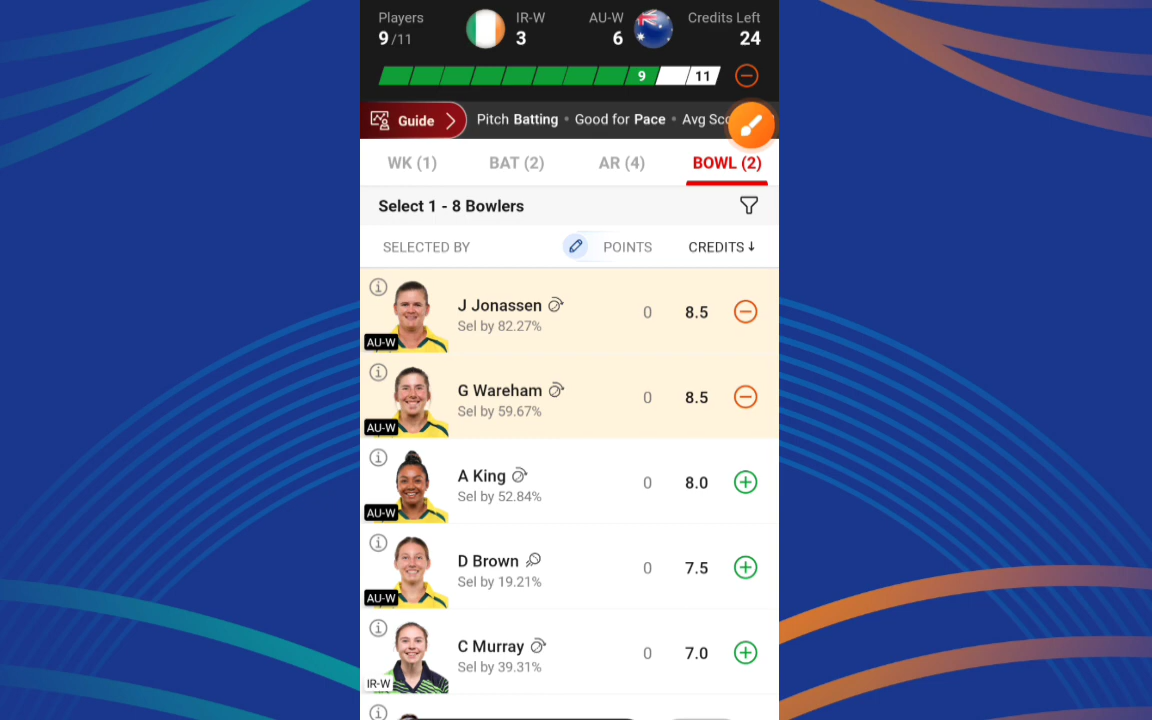 Players
9/11
IR-W
3
AU-W
6
Credits Left
24
9
11
Guide
Pitch Batting • Good for Pace • Avg
WK (1)
BAT (2)
AR (4)
BOWL (2)
Select 1 - 8 Bowlers
SELECTED BY
POINTS
CREDITS↓
J Jonassen
0
8.5
Sel by 82.27%
AU-W
G Wareham
0
8.5
Sel by 59.67%
AU-W
A King
0
8.0
Sel by 52.84%
AU-W
D Brown
0
7.5
Sel by 19.21%
AU-W
C Murray
0
7.0
Sel by 39.31%
IR-W